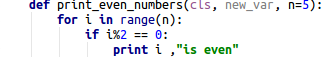 def print_even_numbers(cls, new_var, n=5):
for i in range(n):
if i%2 == 0:
print i ,"is even"